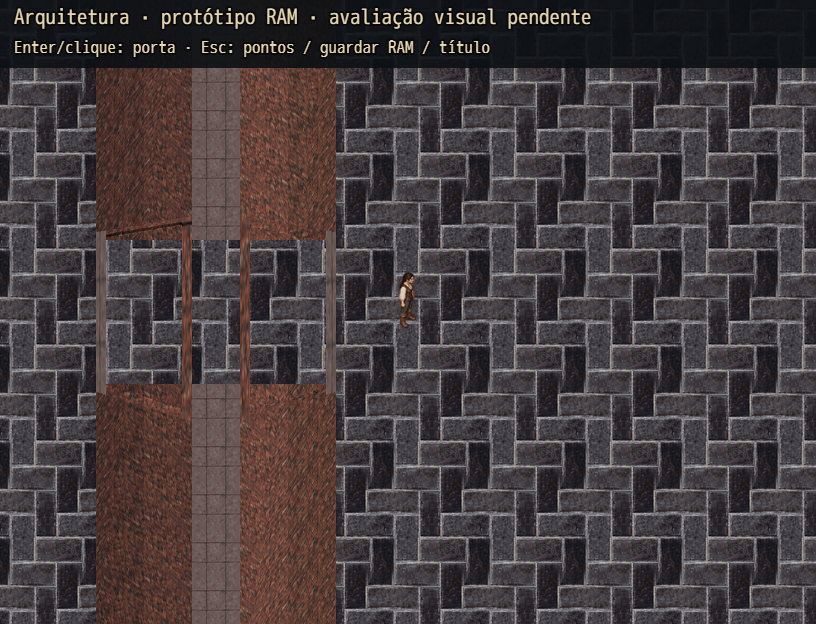 Arquitetura · protótipo RAM · avaliação visual pendente
Enter/clique: porta · Esc: pontos / guardar RAM / título